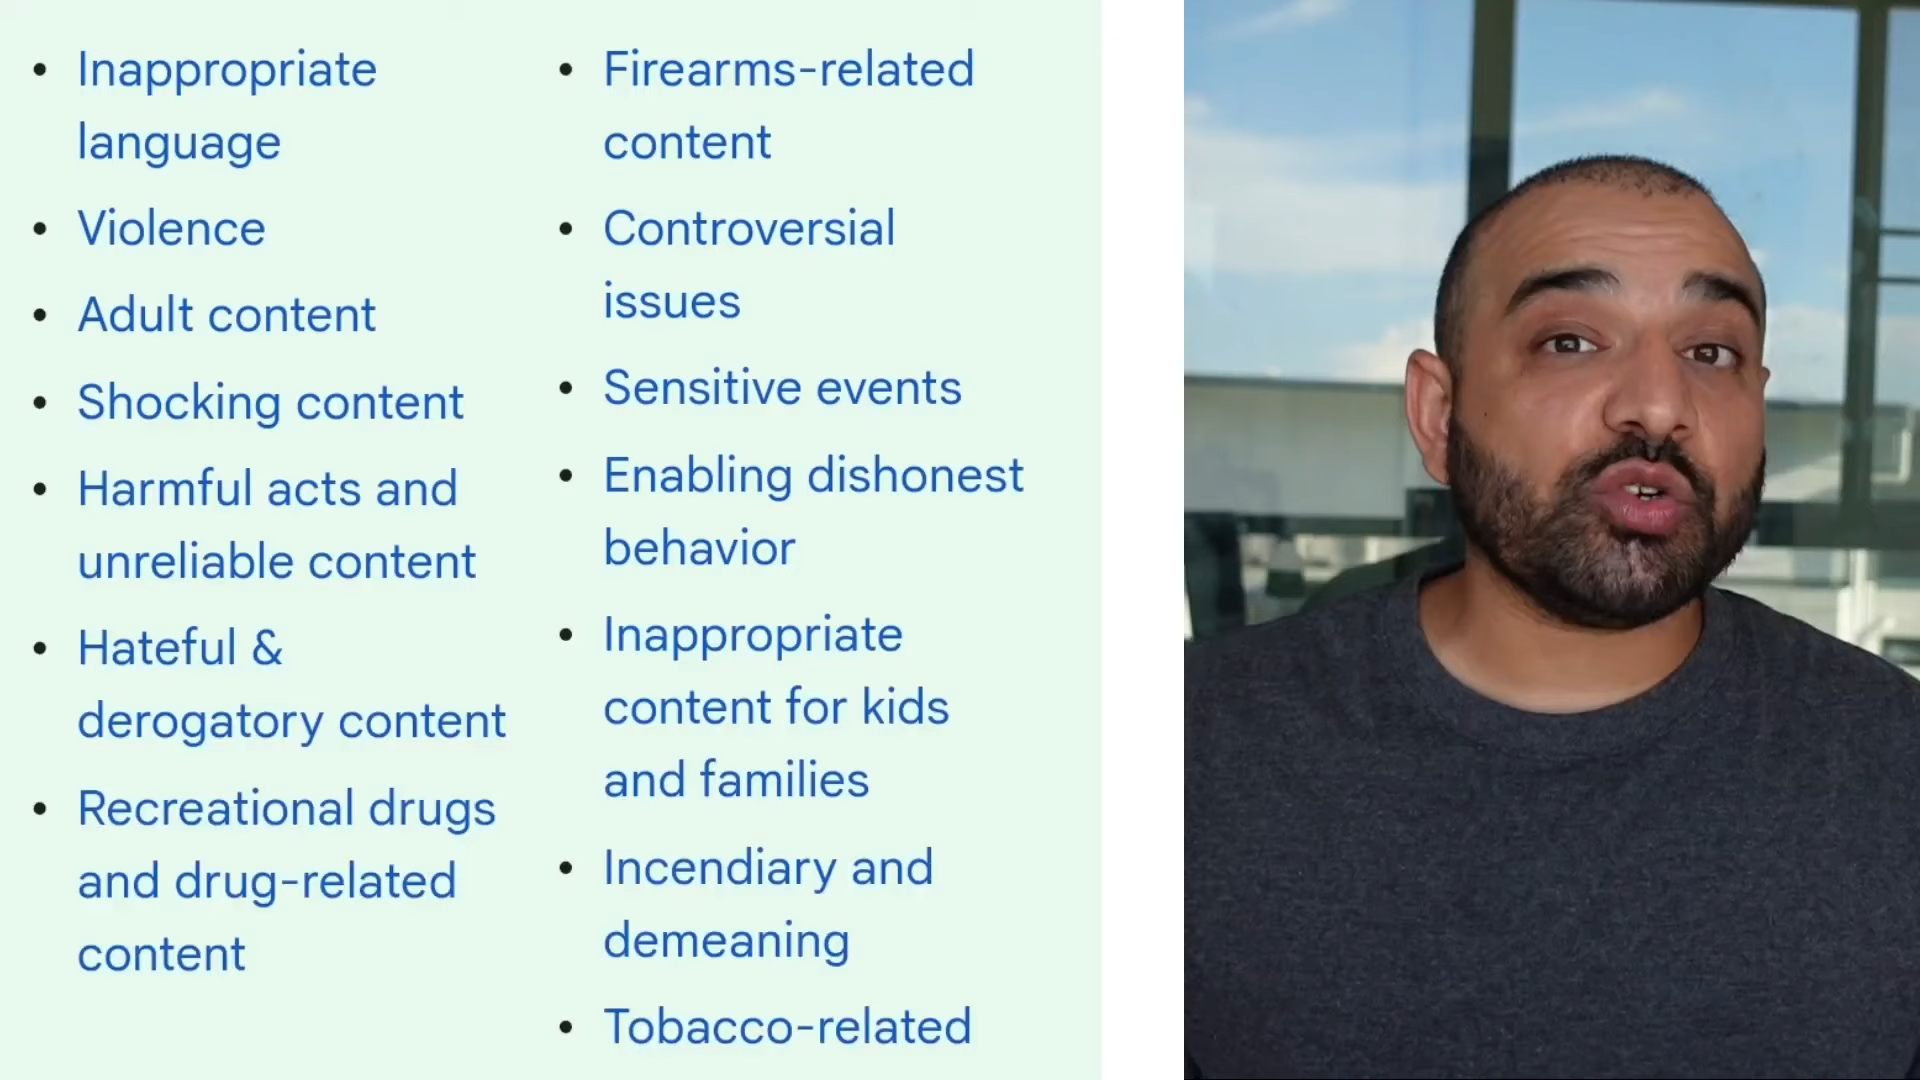 Inappropriate
language
Violence
Adult content
Shocking content
Harmful acts and
unreliable content
Hateful &
derogatory content
Recreational drugs
and drug-related
content
Firearms-related
content
Controversial
issues
Sensitive events
Enabling dishonest
behavior
Inappropriate
content for kids
and families
Incendiary and
demeaning
Tobacco-related